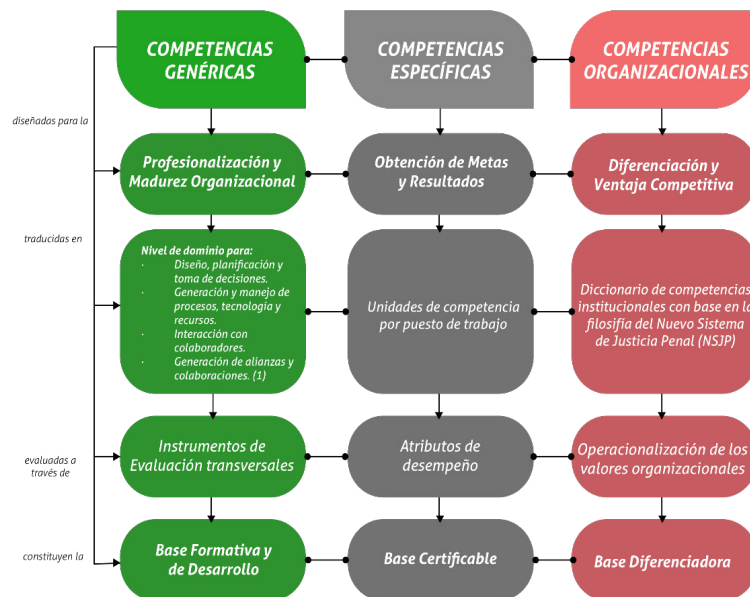 COMPETENCIAS
GENÉRICAS
COMPETENCIAS
ESPECÍFICAS
COMPETENCIAS
ORGANIZACIONALES
diseñadas para la
Profesionalización y
Madurez Organizacional
Obtención de Metas
y Resultados
Diferenciación y
Ventaja Competitiva
traducidas en
Nivel de dominio para:
· Diseño, planificación y
toma de decisiones.
· Generación y manejo de
procesos, tecnología y
recursos.
· Interacción con
colaboradores.
· Generación de alianzas y
colaboraciones. (1)
Unidades de competencia
por puesto de trabajo
Diccionario de competencias
institucionales con base en la
filosifía del Nuevo Sistema
de Justicia Penal (NSJP)
evaluadas a
través de
Instrumentos de
Evaluación transversales
Atributos de
desempeño
Operacionalización de los
valores organizacionales
constituyen la
Base Formativa y
de Desarrollo
Base Certificable
Base Diferenciadora